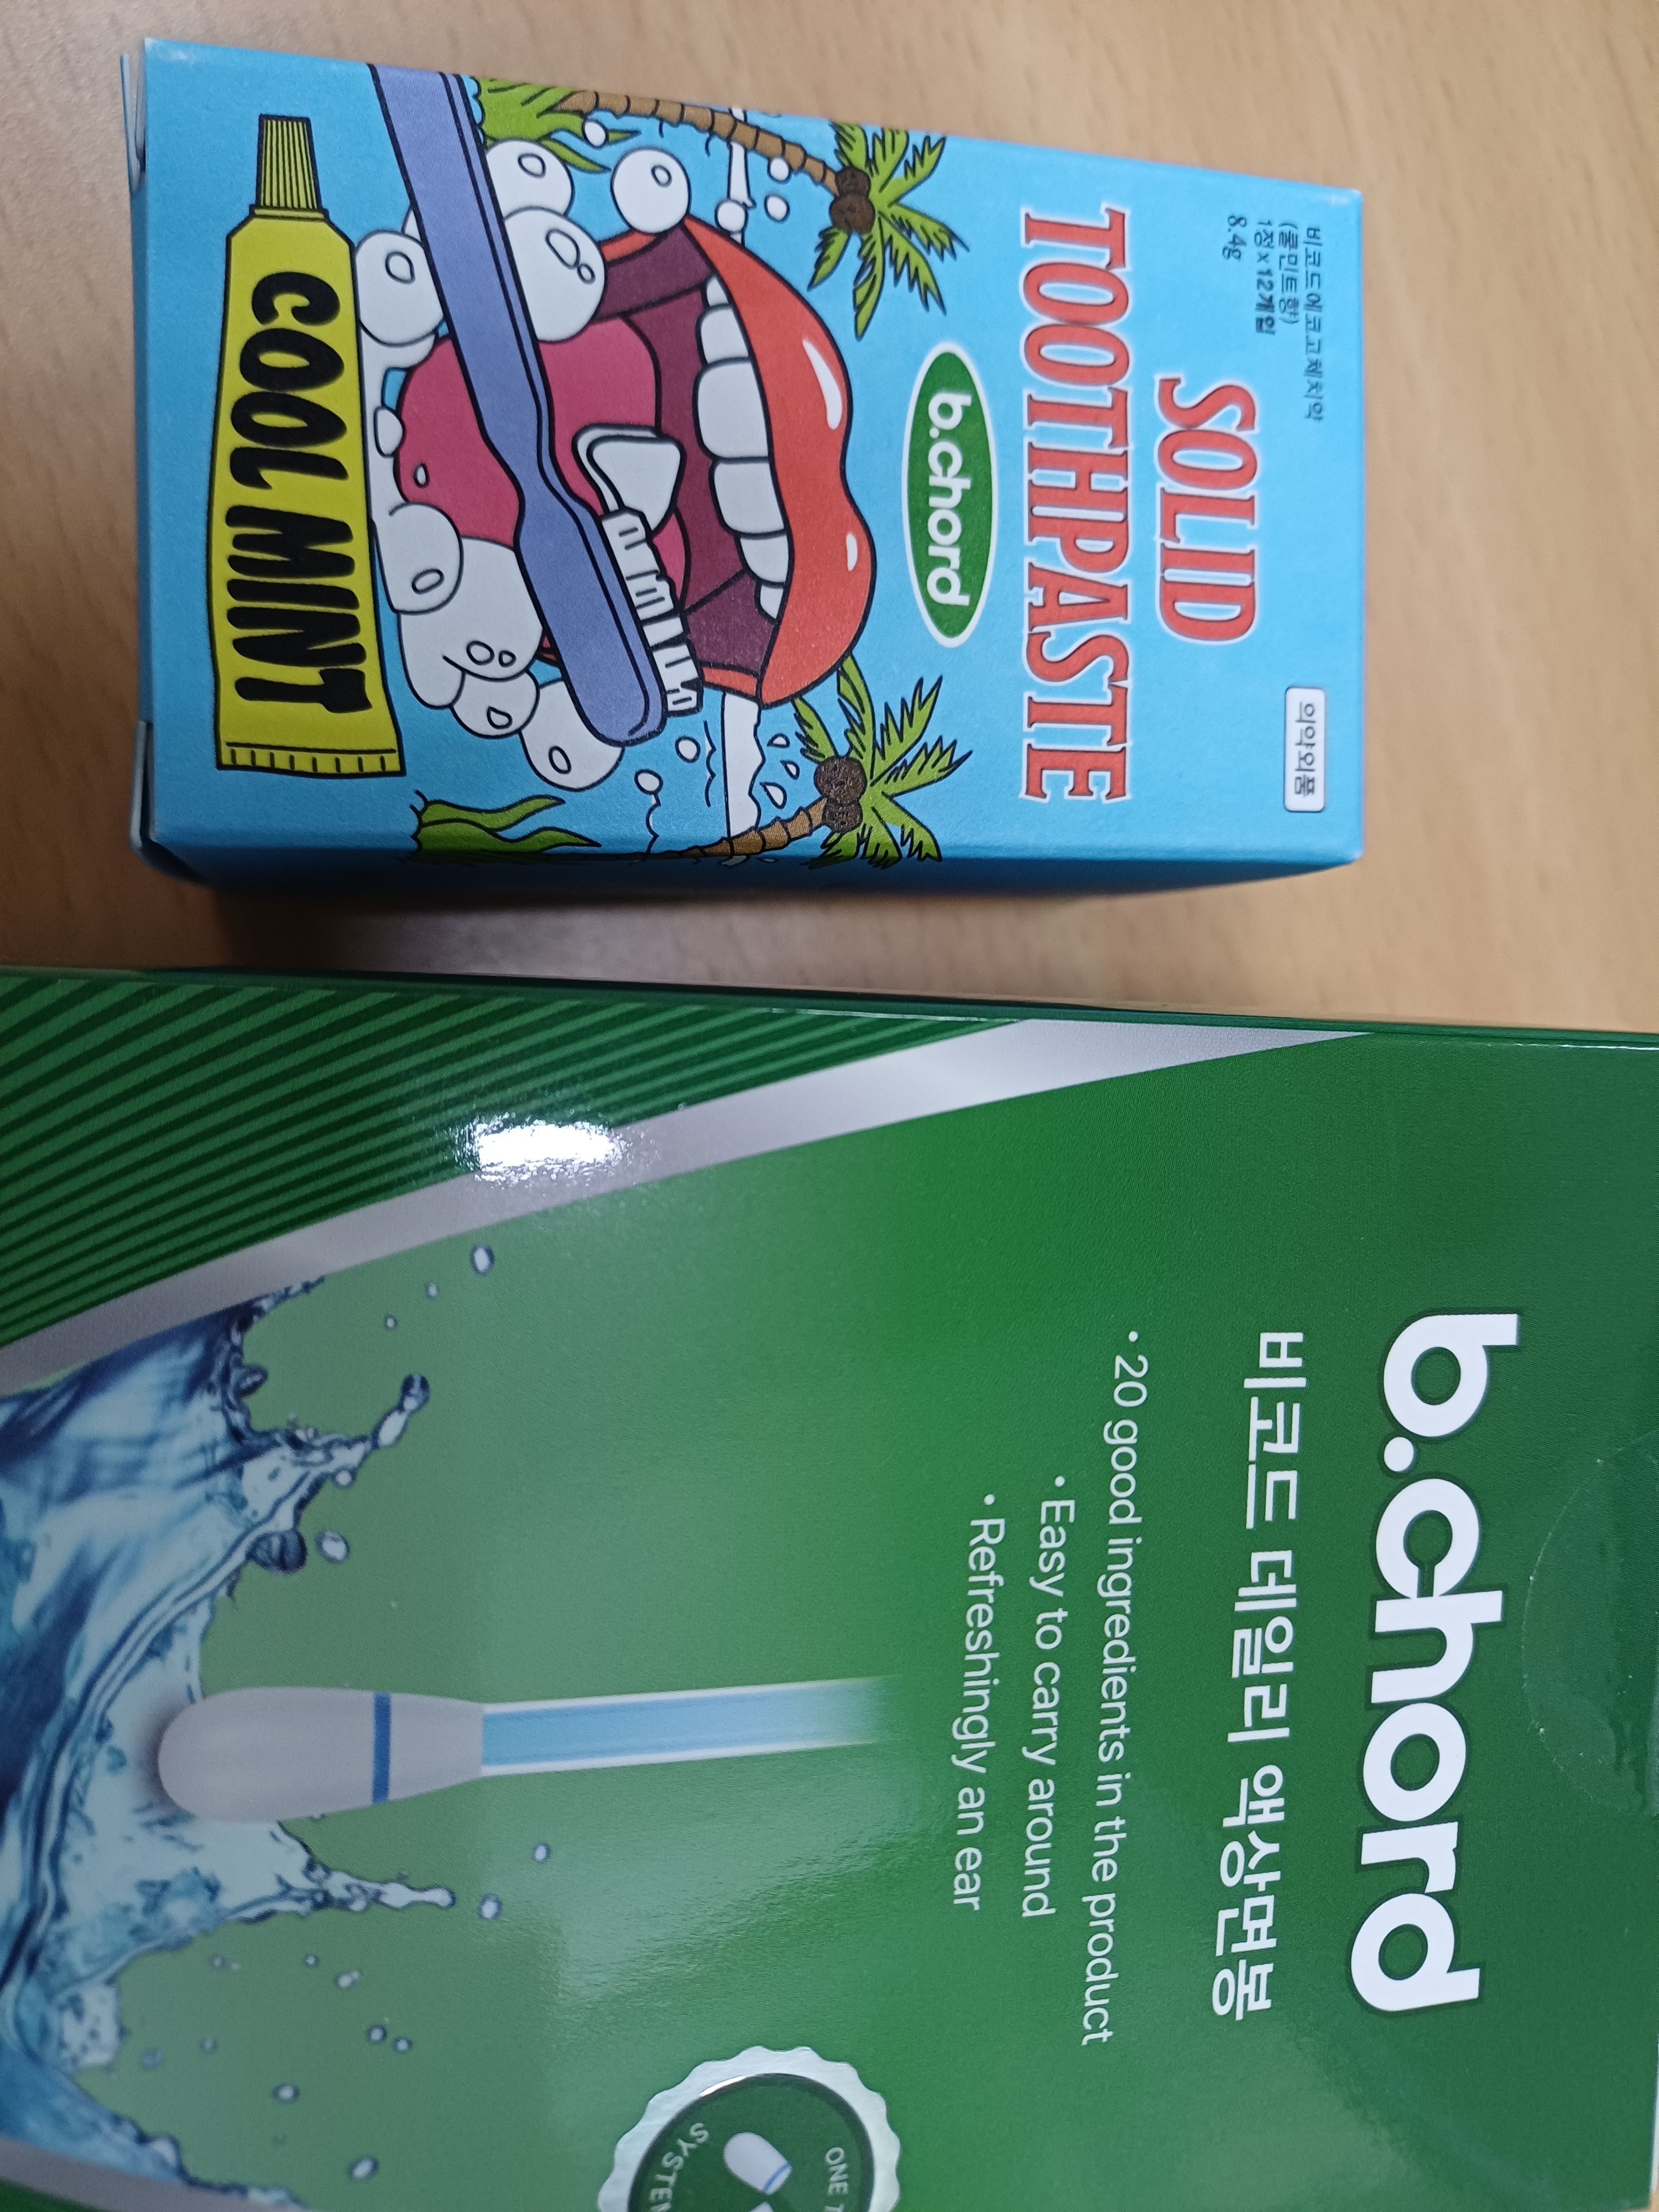 비코드에코고체치약
(쿨민트향)
1정x12개입
8.4g
의약외품
SOLID
TOOTHPASTE
b.chord
COOL MINT
b.chord
비코드 데일리 액상면봉
• 20 good ingredients in the product
• Easy to carry around
• Refreshingly an ear
ONE